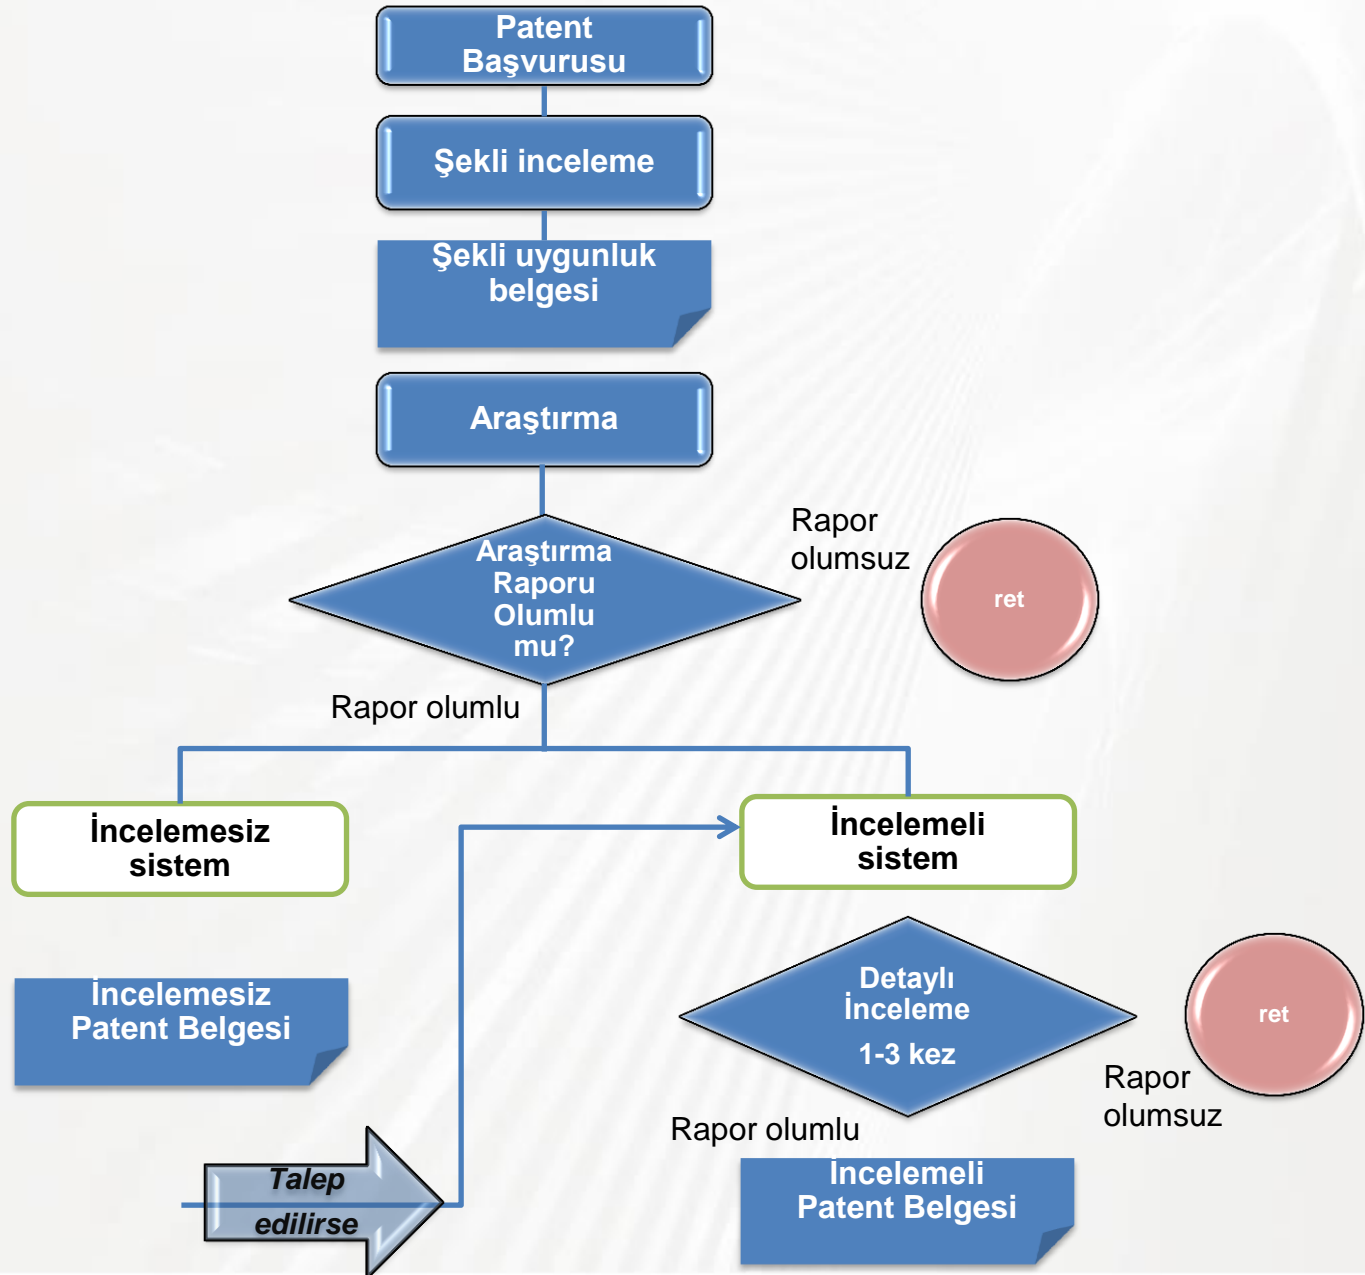 Patent
Başvurusu
Şekli inceleme
Şekli uygunluk
belgesi
Araştırma
Araştırma
Raporu
Olumlu
mu?
Rapor
olumsuz
ret
Rapor olumlu
İncelemesiz
sistem
İncelemeli
sistem
İncelemesiz
Patent Belgesi
Detaylı
İnceleme
1-3 kez
ret
Rapor
olumsuz
Rapor olumlu
Talep
edilirse
İncelemeli
Patent Belgesi